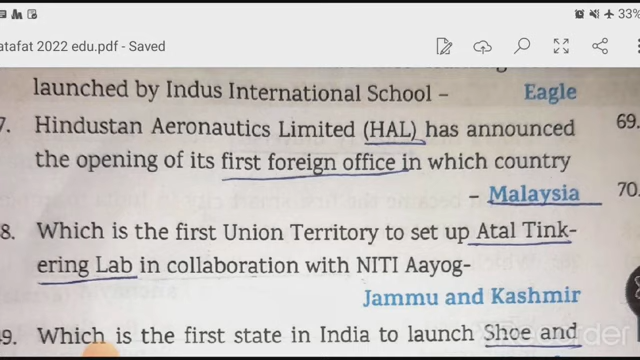 33%
atafat 2022 edu.pdf - Saved
launched by Indus International School – Eagle
7. Hindustan Aeronautics Limited (HAL) has announced 69.
the opening of its first foreign office in which country
– Malaysia 70.
8. Which is the first Union Territory to set up Atal Tink-
ering Lab in collaboration with NITI Aayog-
Jammu and Kashmir
49. Which is the first state in India to launch Shoe and
RECORDER